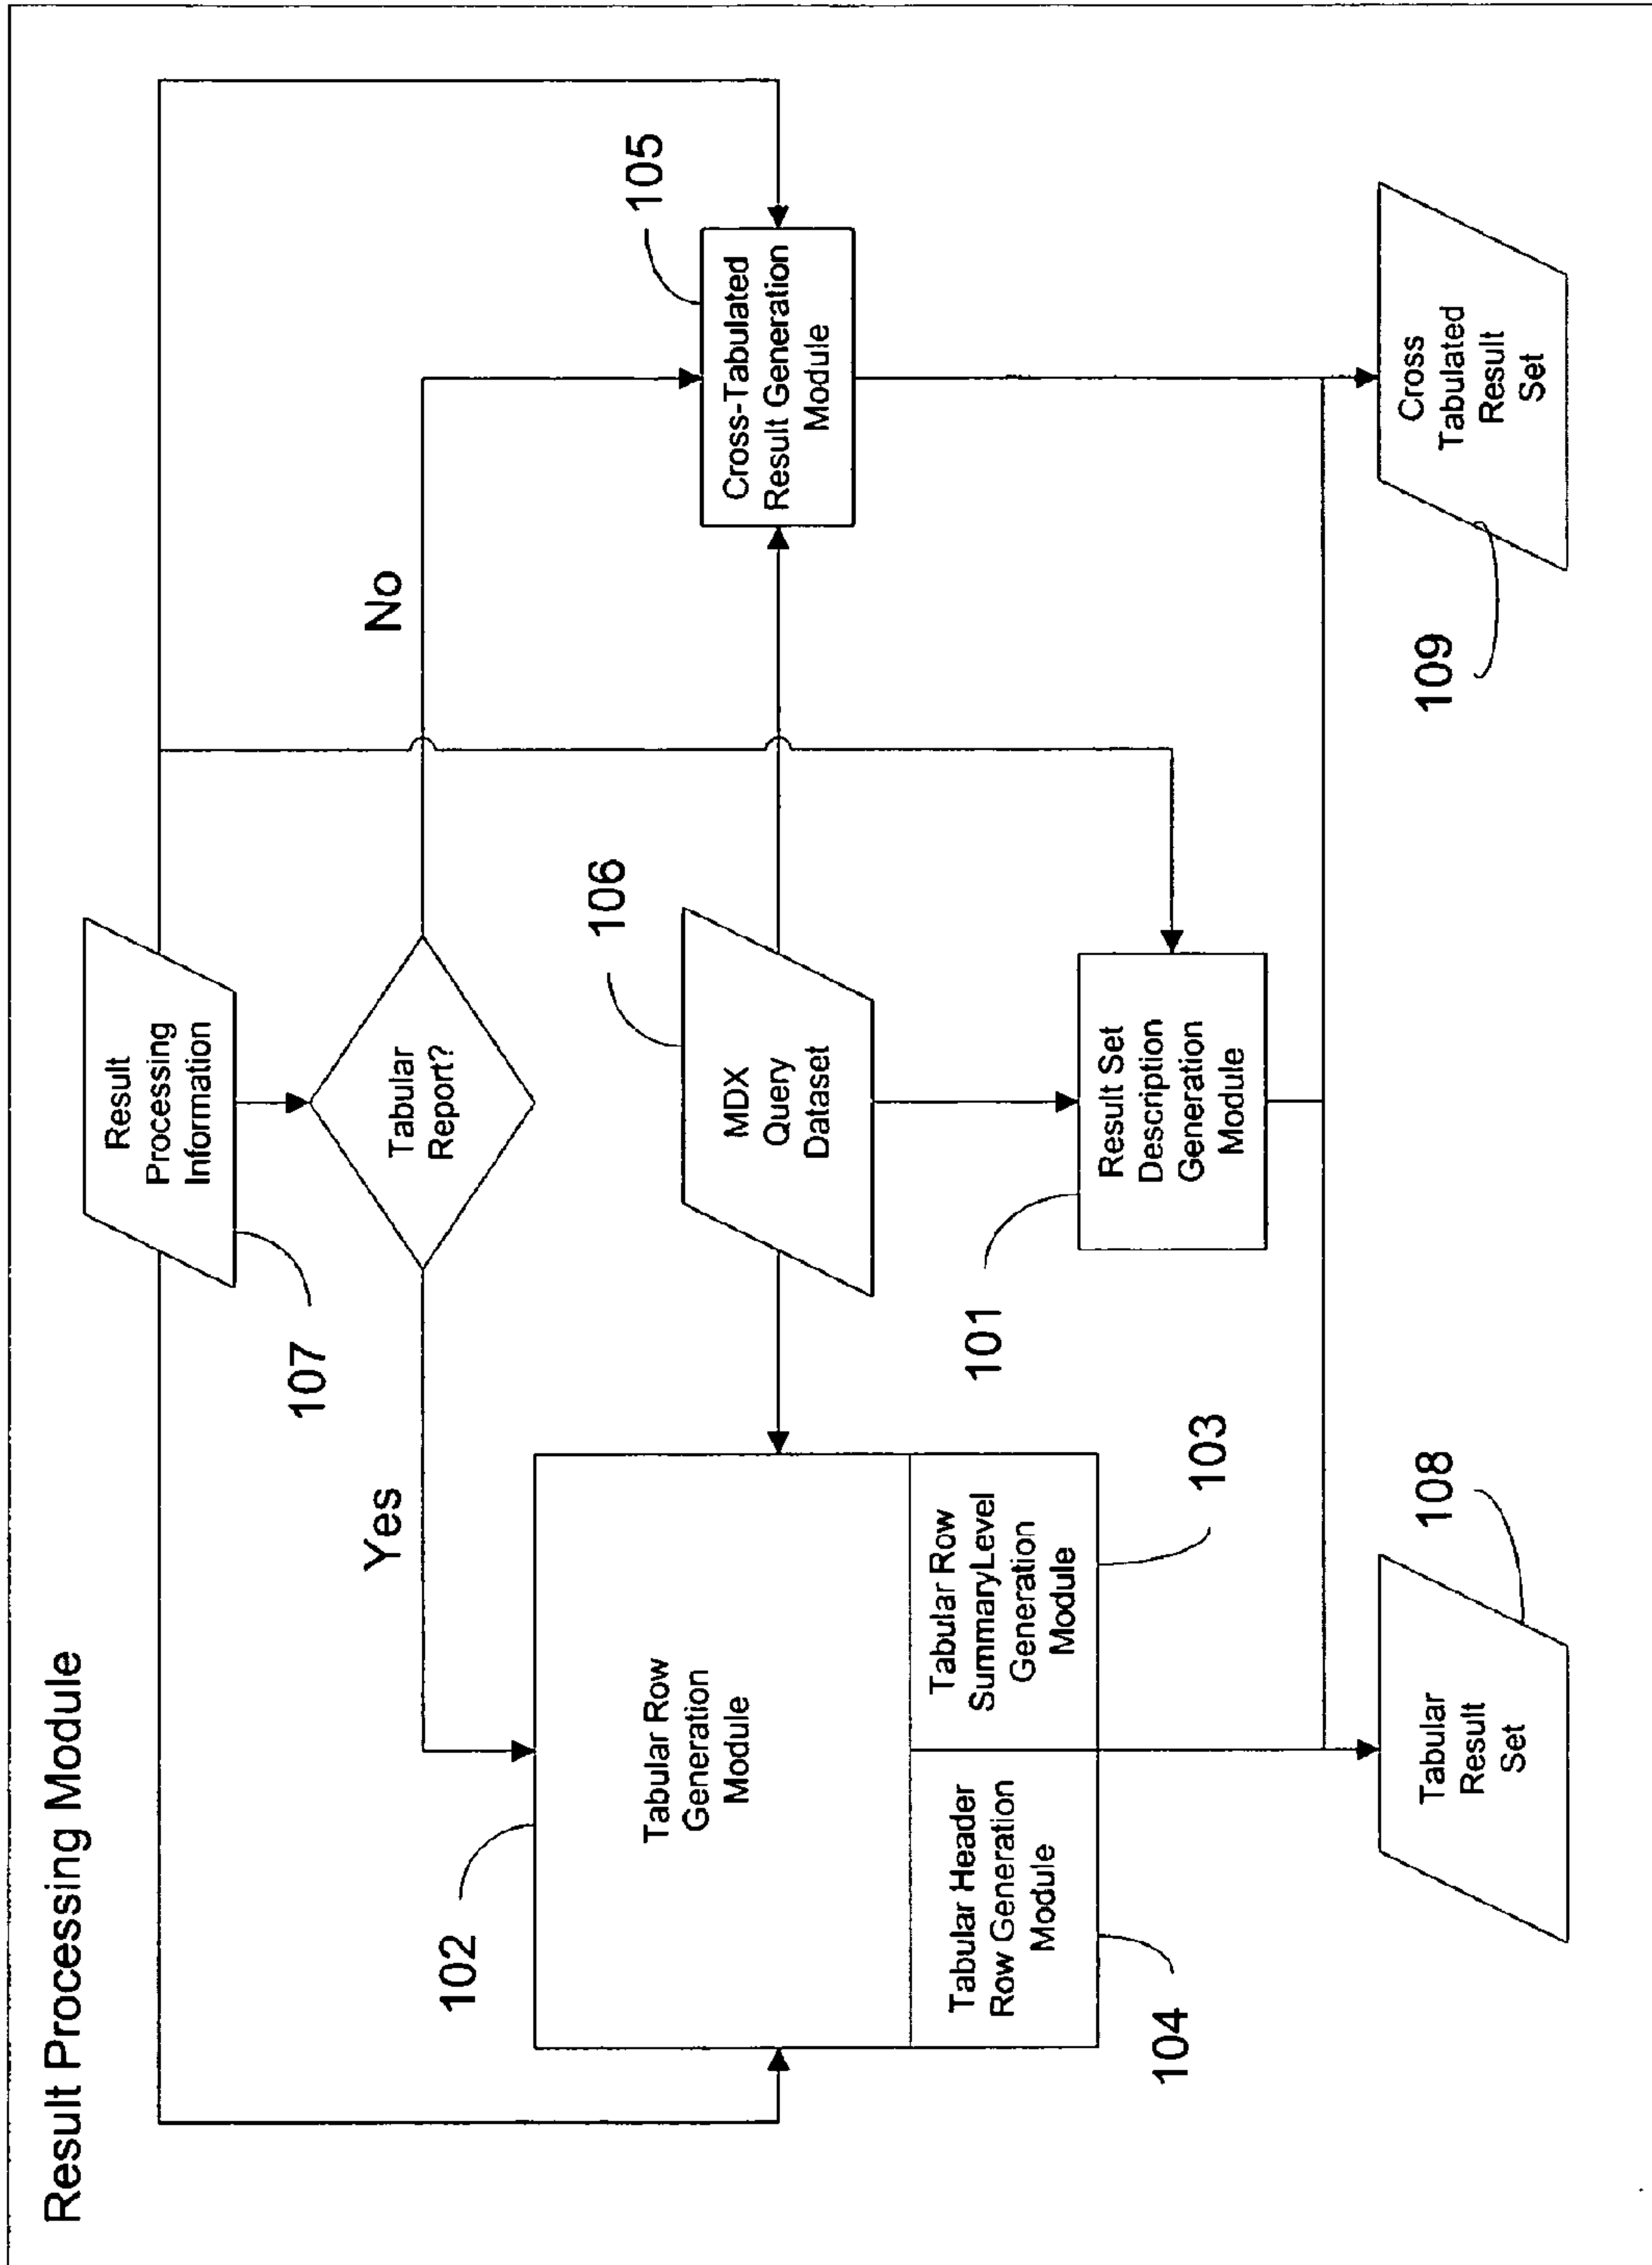 Result Processing Module
Result
Processing
Information
107
Tabular
Report?
Yes
No
102
Tabular Row
Generation
Module
106
MDX
Query
Dataset
105
Cross-Tabulated
Result Generation
Module
Tabular Header
Row Generation
Module
104
Tabular Row
SummaryLevel
Generation
Module
103
101
Result Set
Description
Generation
Module
Tabular
Result
Set
108
109
Cross
Tabulated
Result
Set